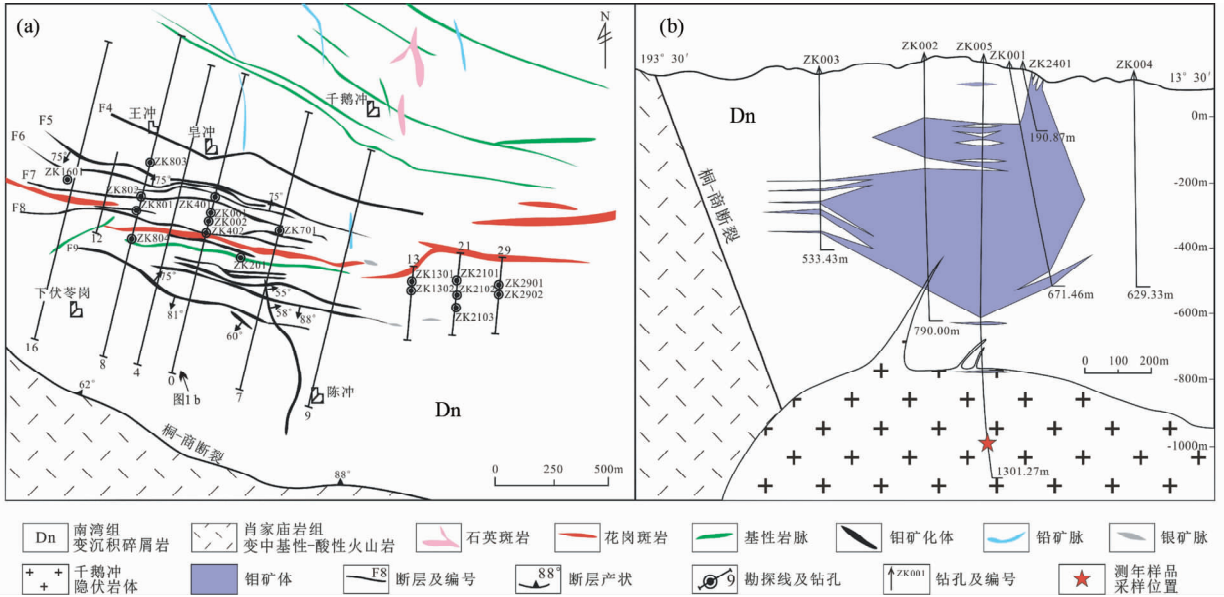 (a)
N
千鹅冲
王冲
F4
F5
皂冲
F6
75°
ZK803
ZK1601
75°
75°
F7
ZK802
ZK401
ZK801
ZK001
F8
ZK002
ZK402
ZK701
ZK804
12
F9
ZK201
13
21
29
ZK1301
ZK2101
ZK2901
ZK1302
ZK2102
ZK2902
ZK2103
75°
55°
下伏苓岗
81°
58°
88°
60°
16
8
4
0
7
9
图1b
陈冲
62°
Dn
桐-商断裂
88°
0 250 500m
(b)
193° 30′
ZK003
ZK002
ZK005
ZK001
ZK2401
ZK004
13° 30′
Dn
桐-商断裂
0m
190.87m
-200m
-400m
533.43m
671.46m
629.33m
790.00m
-600m
0 100 200m
-800m
-1000m
1301.27m
Dn
南湾组
变沉积碎屑岩
肖家庙岩组
变中基性-酸性火山岩
石英斑岩
花岗斑岩
基性岩脉
钼矿化体
铅矿脉
银矿脉
千鹅冲
隐伏岩体
钼矿体
F8
断层及编号
88°
断层产状
9
勘探线及钻孔
ZK001
钻孔及编号
测年样品
采样位置